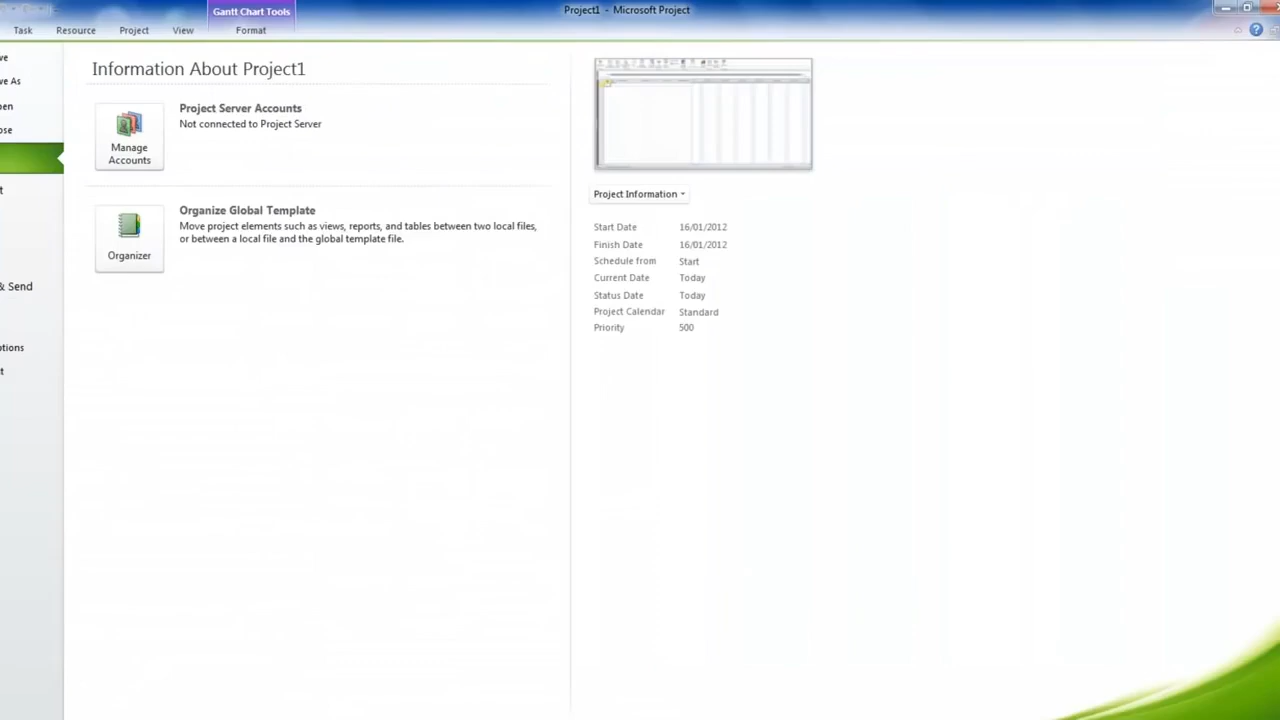 Gantt Chart Tools
Project1 - Microsoft Project
Task Resource Project View Format
ve
ve As
pen
ose
t
& Send
ptions
t
Information About Project1
Manage
Accounts
Project Server Accounts
Not connected to Project Server
Organizer
Organize Global Template
Move project elements such as views, reports, and tables between two local files,
or between a local file and the global template file.
Project Information
Start Date 16/01/2012
Finish Date 16/01/2012
Schedule from Start
Current Date Today
Status Date Today
Project Calendar Standard
Priority 500